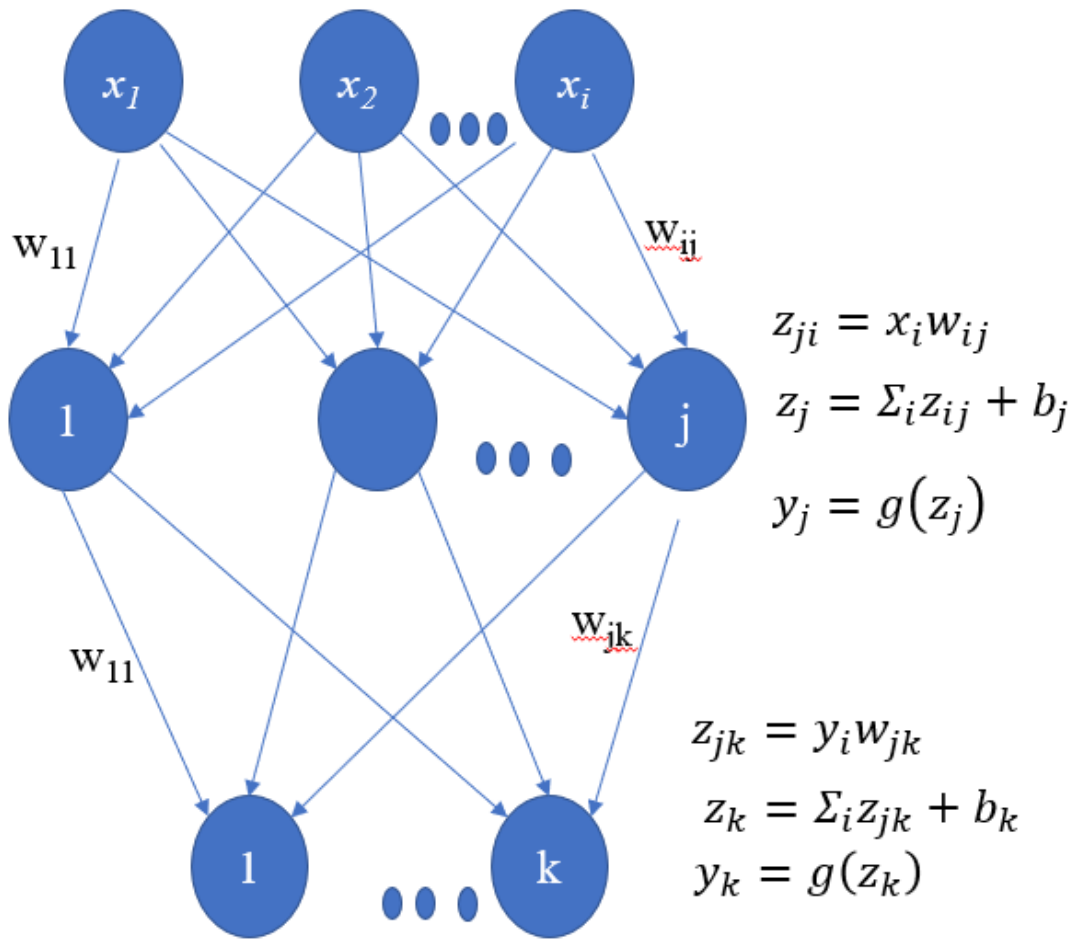 x₁ x₂ xᵢ
w₁₁
wᵢⱼ
zⱼᵢ = xᵢwᵢⱼ
zⱼ = Σᵢzᵢⱼ + bⱼ
1 j
yⱼ = g(zⱼ)
w₁₁
wⱼₖ
zⱼₖ = yᵢwⱼₖ
zₖ = Σᵢzⱼₖ + bₖ
1 k
yₖ = g(zₖ)